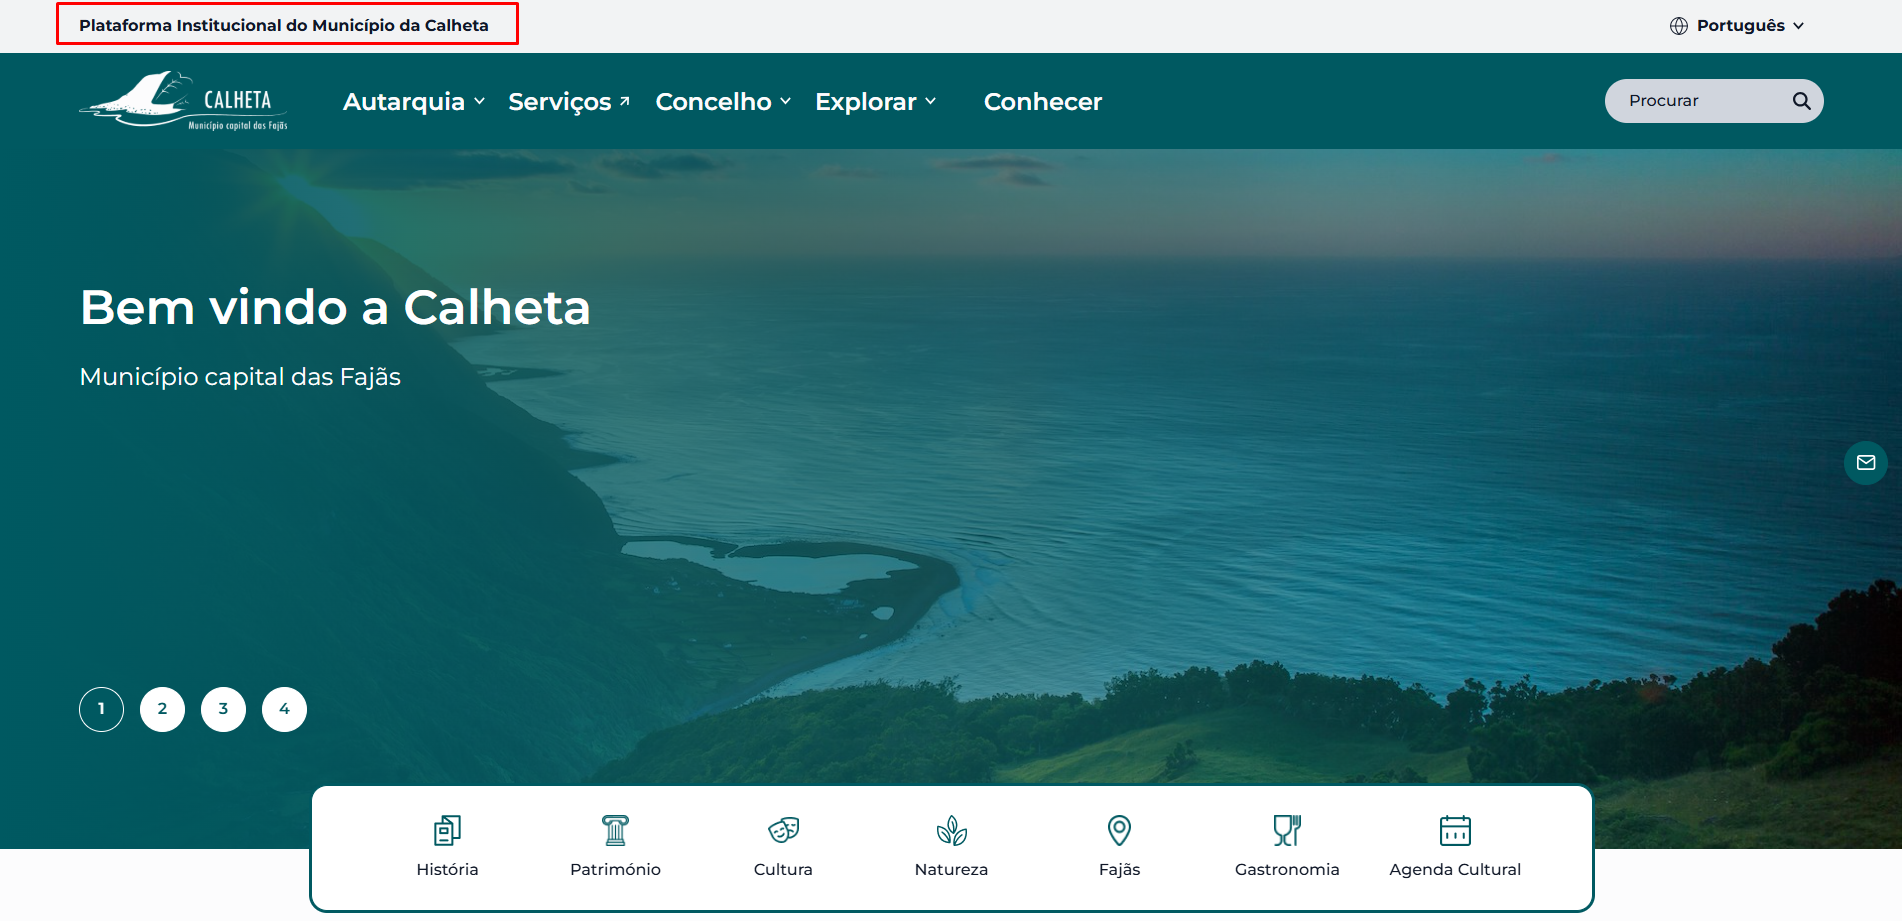 Plataforma Institucional do Município da Calheta
Português
CALHETA
Município capital das Fajãs
Autarquia
Serviços
Concelho
Explorar
Conhecer
Procurar
Bem vindo a Calheta
Município capital das Fajãs
1 2 3 4
História
Património
Cultura
Natureza
Fajãs
Gastronomia
Agenda Cultural